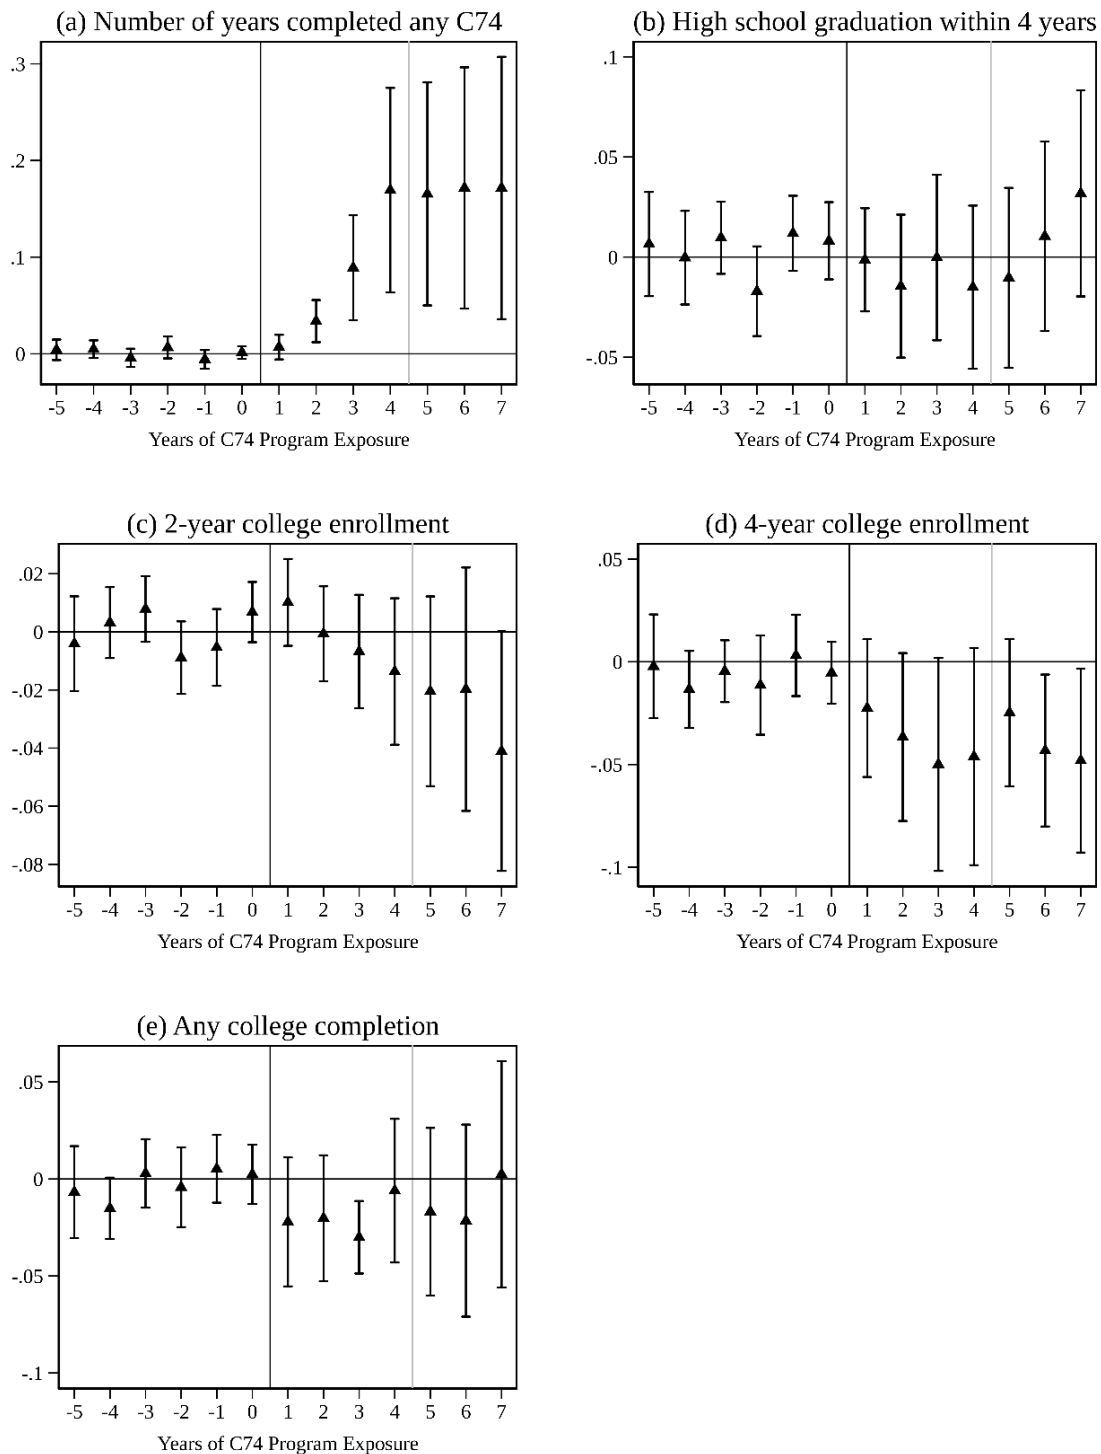 (a) Number of years completed any C74
.3
.2
.1
0
-5 -4 -3 -2 -1 0 1 2 3 4 5 6 7
Years of C74 Program Exposure
(b) High school graduation within 4 years
.1
.05
0
-.05
-5 -4 -3 -2 -1 0 1 2 3 4 5 6 7
Years of C74 Program Exposure
(c) 2-year college enrollment
.02
0
-.02
-.04
-.06
-.08
-5 -4 -3 -2 -1 0 1 2 3 4 5 6 7
Years of C74 Program Exposure
(d) 4-year college enrollment
.05
0
-.05
-.1
-5 -4 -3 -2 -1 0 1 2 3 4 5 6 7
Years of C74 Program Exposure
(e) Any college completion
.05
0
-.05
-.1
-5 -4 -3 -2 -1 0 1 2 3 4 5 6 7
Years of C74 Program Exposure